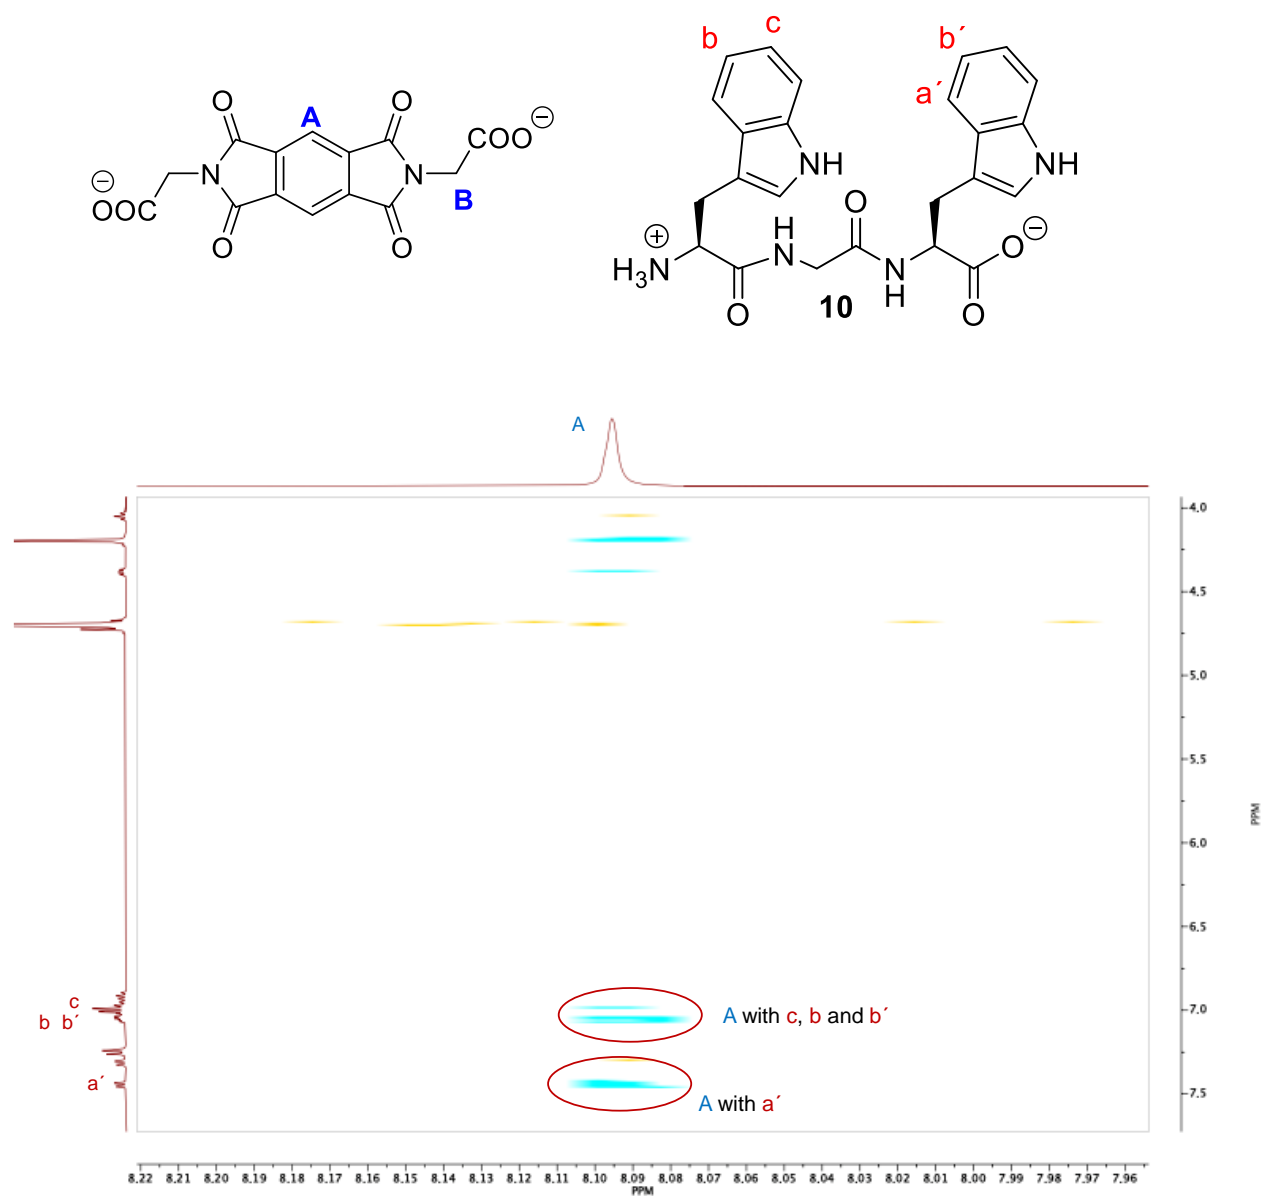 b
c
b´
a´
O
O
A
COO
⊖
N
N
⊖
OOC
B
O
O
NH
NH
O
⊕
H
N
O
⊖
H3N
N
H
O
10
O
A
4.0
4.5
5.0
5.5
6.0
6.5
7.0
7.5
PPM
c
b b´
a´
A with c, b and b´
A with a´
8.22 8.21 8.20 8.19 8.18 8.17 8.16 8.15 8.14 8.13 8.12 8.11 8.10 8.09 8.08 8.07 8.06 8.05 8.04 8.03 8.02 8.01 8.00 7.99 7.98 7.97 7.96
PPM